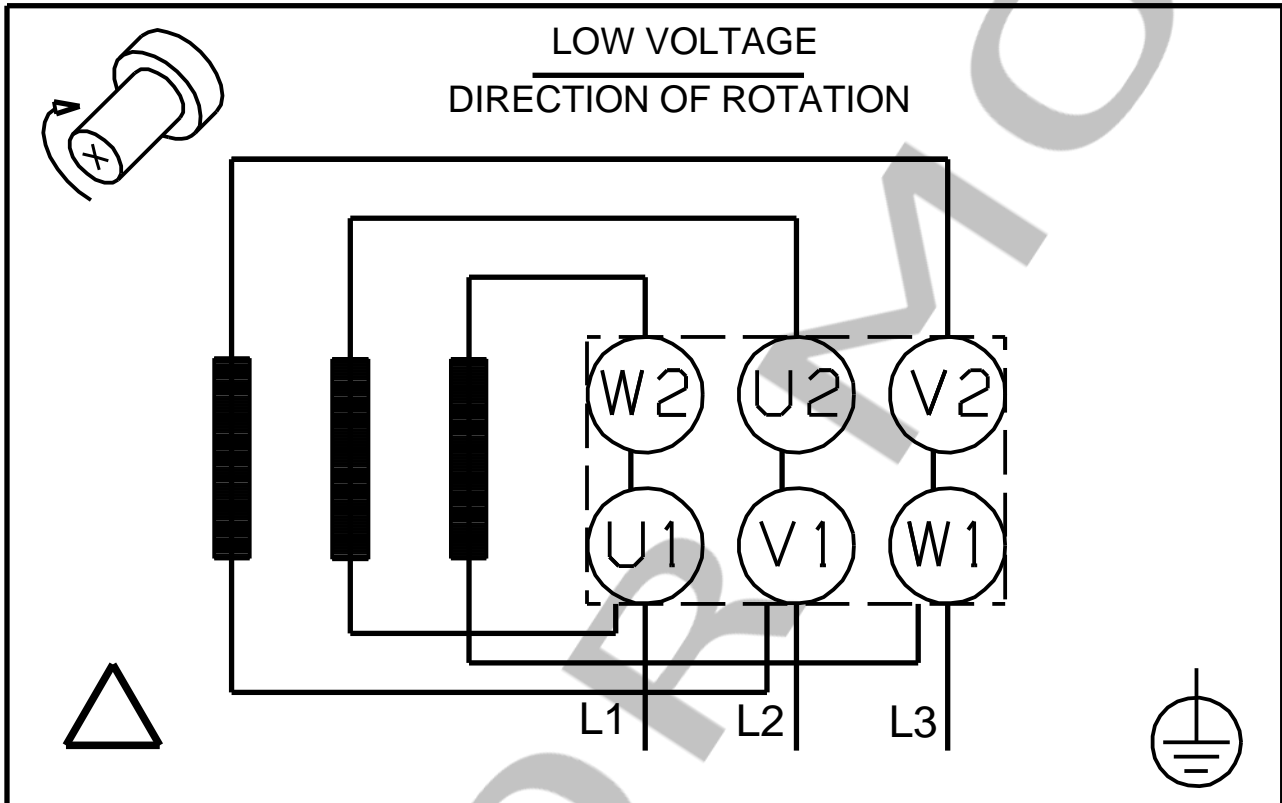 LOW VOLTAGE
DIRECTION OF ROTATION
W2 U2 V2
U1 V1 W1
L1 L2 L3